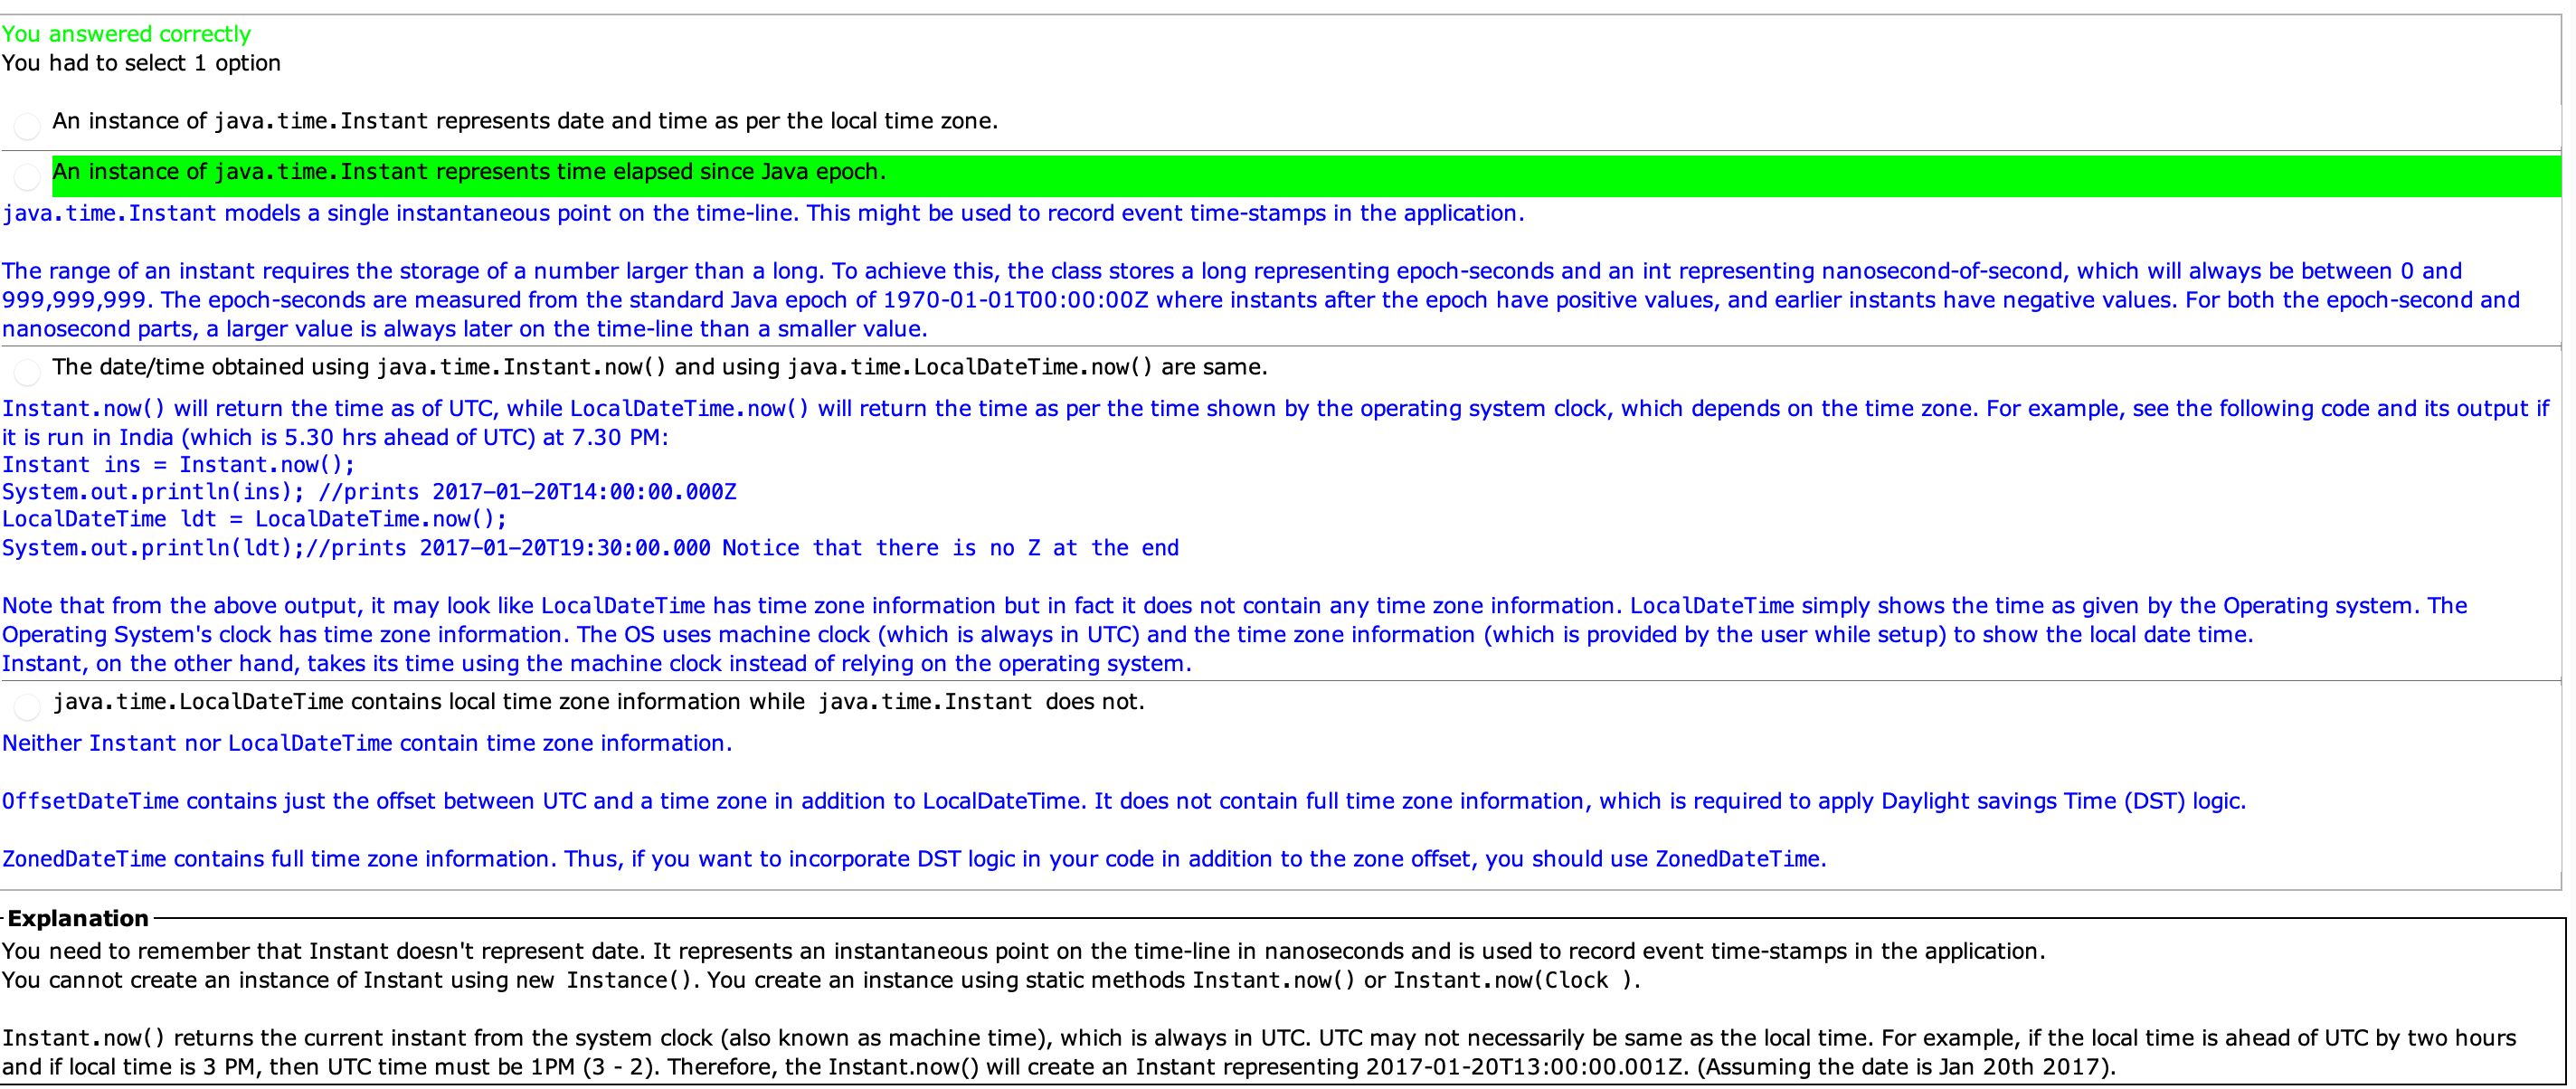 You answered correctly
You had to select 1 option
An instance of java.time.Instant represents date and time as per the local time zone.
An instance of java.time.Instant represents time elapsed since Java epoch.
java.time.Instant models a single instantaneous point on the time-line. This might be used to record event time-stamps in the application.
The range of an instant requires the storage of a number larger than a long. To achieve this, the class stores a long representing epoch-seconds and an int representing nanosecond-of-second, which will always be between 0 and
999,999,999. The epoch-seconds are measured from the standard Java epoch of 1970-01-01T00:00:00Z where instants after the epoch have positive values, and earlier instants have negative values. For both the epoch-second and
nanosecond parts, a larger value is always later on the time-line than a smaller value.
The date/time obtained using java.time.Instant.now() and using java.time.LocalDateTime.now() are same.
Instant.now() will return the time as of UTC, while LocalDateTime.now() will return the time as per the time shown by the operating system clock, which depends on the time zone. For example, see the following code and its output if
it is run in India (which is 5.30 hrs ahead of UTC) at 7.30 PM:
Instant ins = Instant.now();
System.out.println(ins); //prints 2017-01-20T14:00:00.000Z
LocalDateTime ldt = LocalDateTime.now();
System.out.println(ldt);//prints 2017-01-20T19:30:00.000 Notice that there is no Z at the end
Note that from the above output, it may look like LocalDateTime has time zone information but in fact it does not contain any time zone information. LocalDateTime simply shows the time as given by the Operating system. The
Operating System's clock has time zone information. The OS uses machine clock (which is always in UTC) and the time zone information (which is provided by the user while setup) to show the local date time.
Instant, on the other hand, takes its time using the machine clock instead of relying on the operating system.
java.time.LocalDateTime contains local time zone information while java.time.Instant does not.
Neither Instant nor LocalDateTime contain time zone information.
OffsetDateTime contains just the offset between UTC and a time zone in addition to LocalDateTime. It does not contain full time zone information, which is required to apply Daylight savings Time (DST) logic.
ZonedDateTime contains full time zone information. Thus, if you want to incorporate DST logic in your code in addition to the zone offset, you should use ZonedDateTime.
Explanation
You need to remember that Instant doesn't represent date. It represents an instantaneous point on the time-line in nanoseconds and is used to record event time-stamps in the application.
You cannot create an instance of Instant using new Instance(). You create an instance using static methods Instant.now() or Instant.now(Clock ).
Instant.now() returns the current instant from the system clock (also known as machine time), which is always in UTC. UTC may not necessarily be same as the local time. For example, if the local time is ahead of UTC by two hours
and if local time is 3 PM, then UTC time must be 1PM (3 - 2). Therefore, the Instant.now() will create an Instant representing 2017-01-20T13:00:00.001Z. (Assuming the date is Jan 20th 2017).